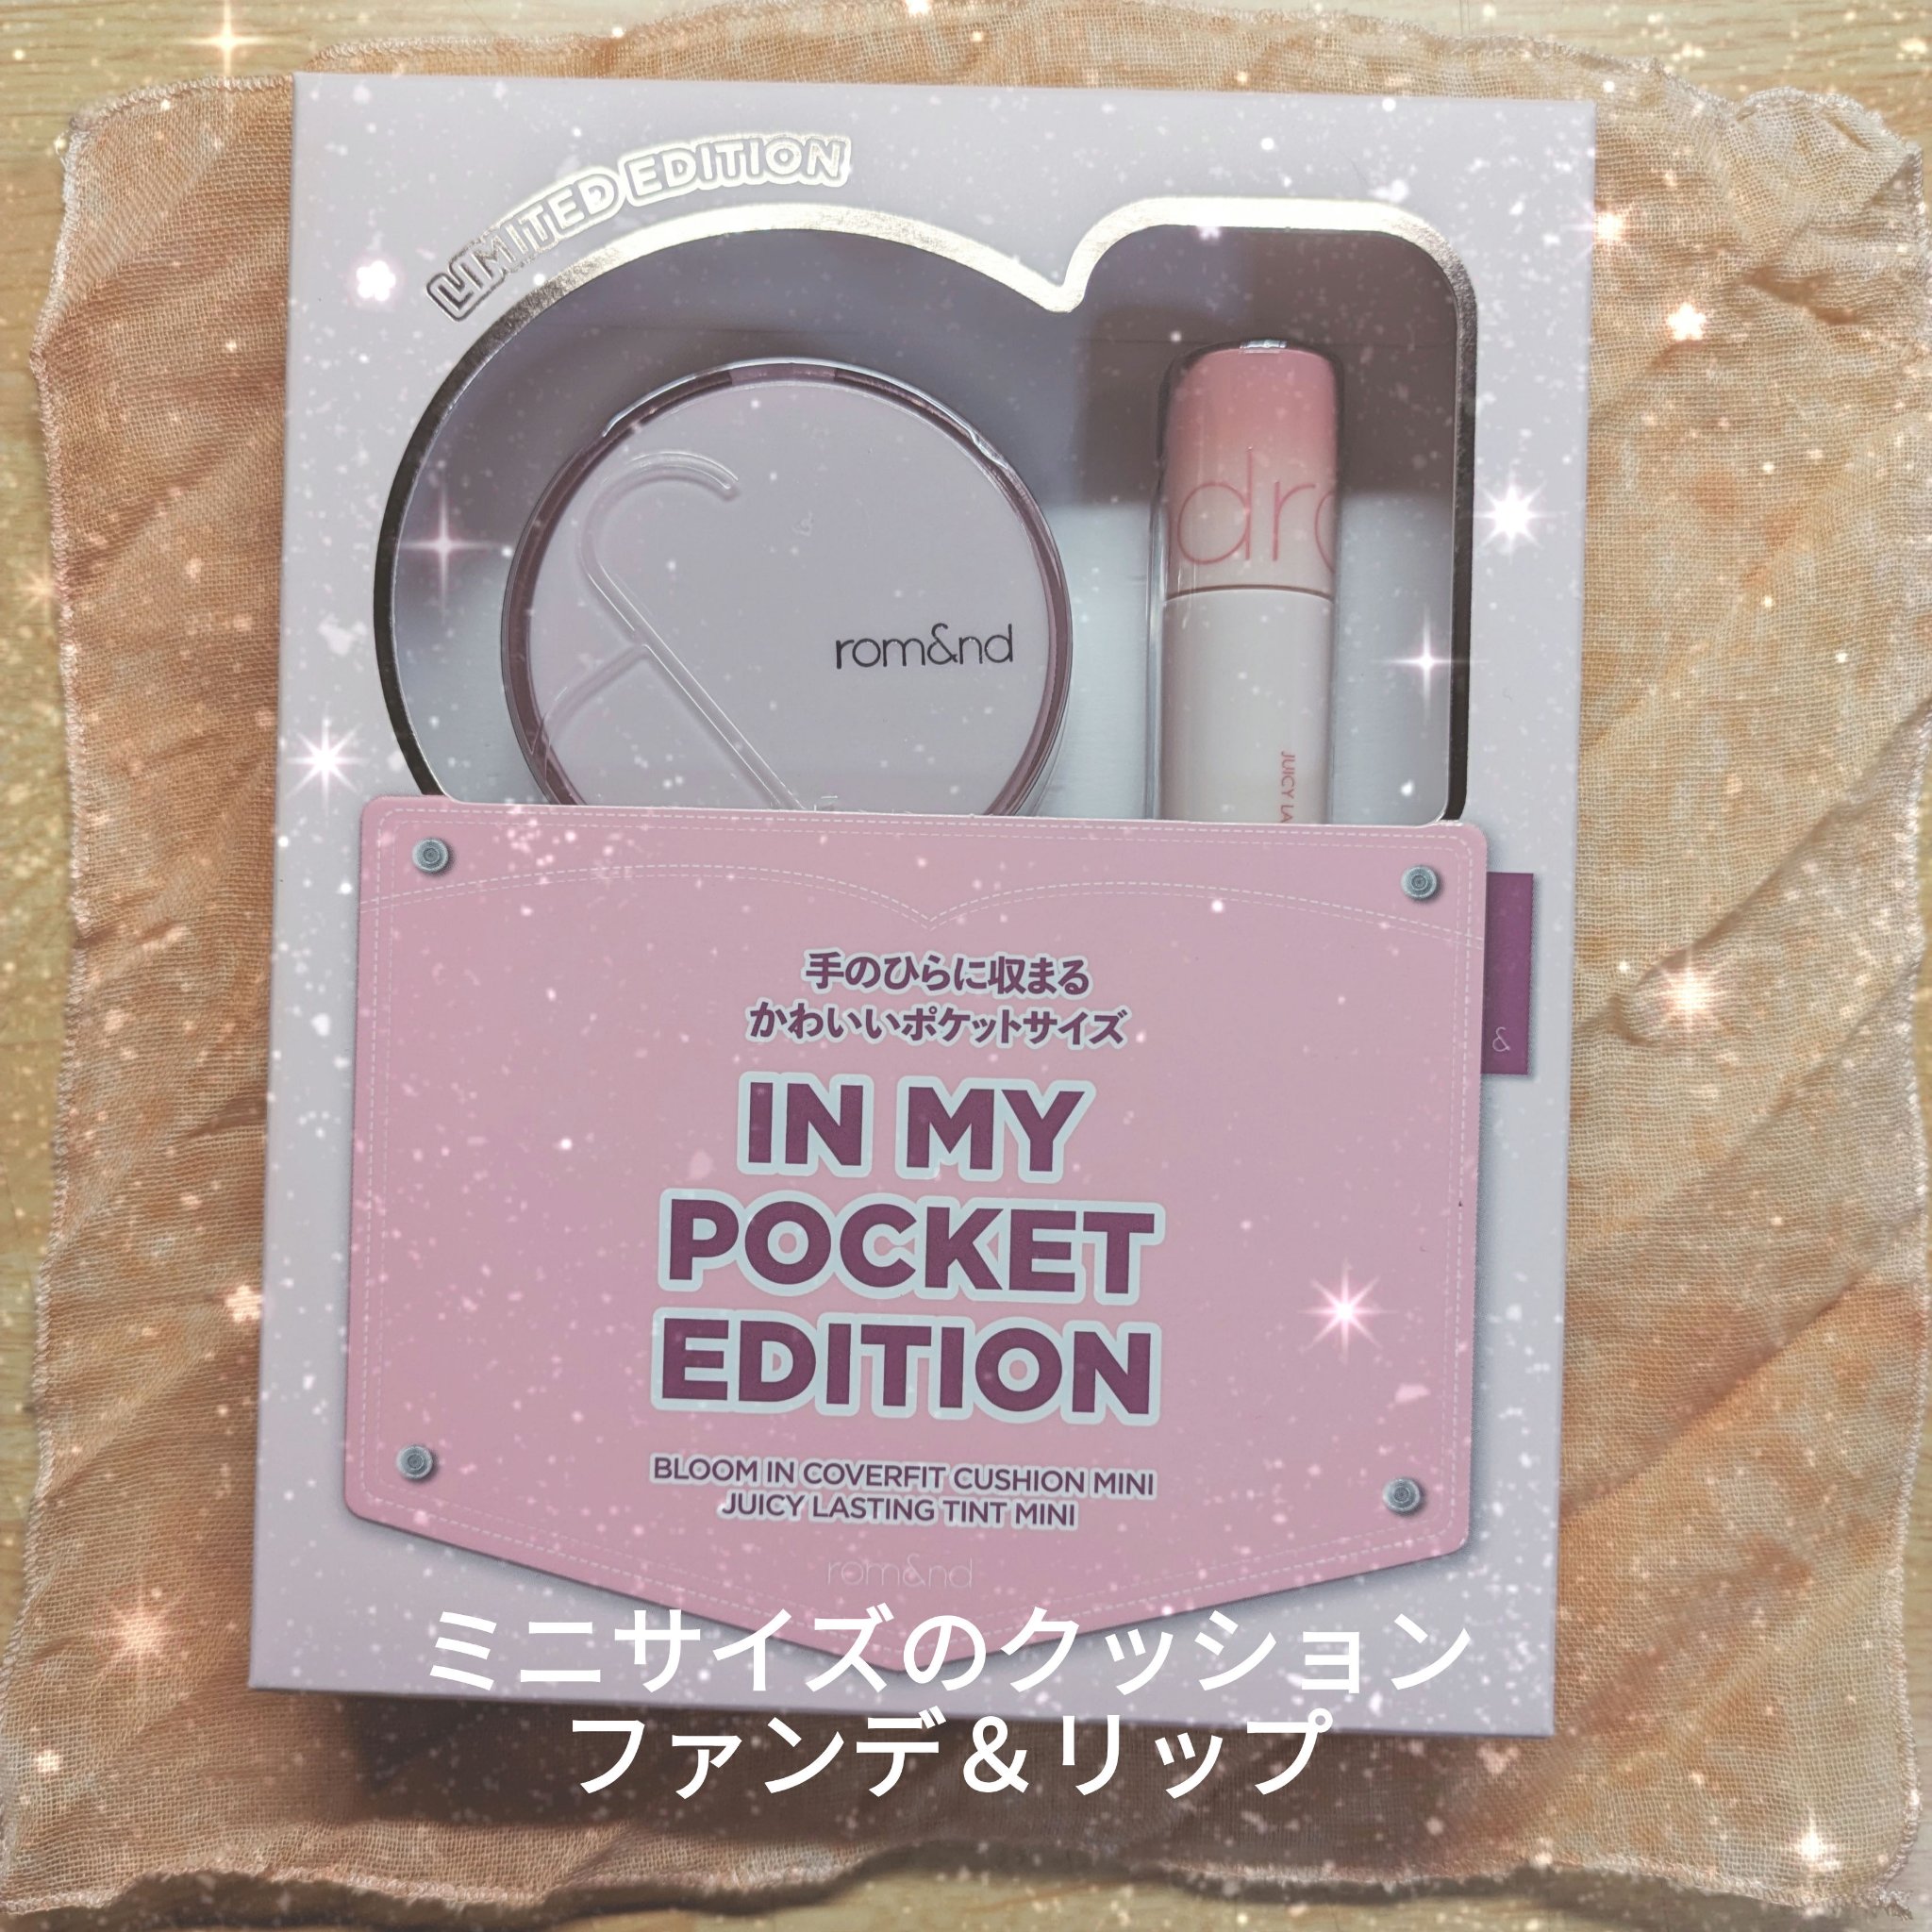 LIMITED EDITION
rom&nd
JUICY LA
手のひらに収まる
かわいいポケットサイズ
IN MY
POCKET
EDITION
BLOOM IN COVERFIT CUSHION MINI
JUICY LASTING TINT MINI
rom&nd
&
ミニサイズのクッション
ファンデ＆リップ